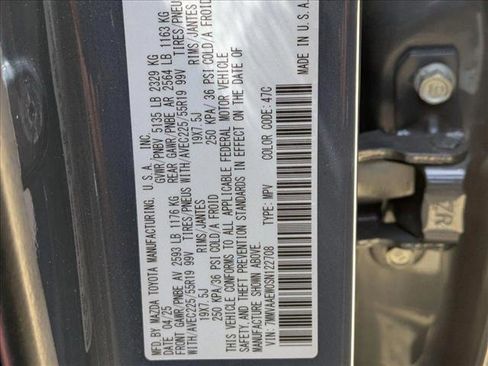 MFD. BY MAZDA TOYOTA MANUFACTURING, U.S.A., INC.
DATE 04/25 GVWR/PNBV 5135 LB 2329 KG
FRONT GAWR/PNBE AV 2593 LB 1176 KG REAR GAWR/PNBE AR 2564 LB 1163 KG
WITH/AVEC225/55R19 99V TIRES/PNEUS WITH/AVEC225/55R19 99V TIRES/PNEUS
19X7.5J RIMS/JANTES 19X7.5J RIMS/JANTES
250 KPA/36 PSI COLD/A FROID 250 KPA/36 PSI COLD/A FROID
THIS VEHICLE CONFORMS TO ALL APPLICABLE FEDERAL MOTOR VEHICLE
SAFETY, AND THEFT PREVENTION STANDARDS IN EFFECT ON THE DATE OF
MANUFACTURE SHOWN ABOVE.
VIN: TYPE: MPV COLOR CODE: 47C MADE IN U.S.A.
7R